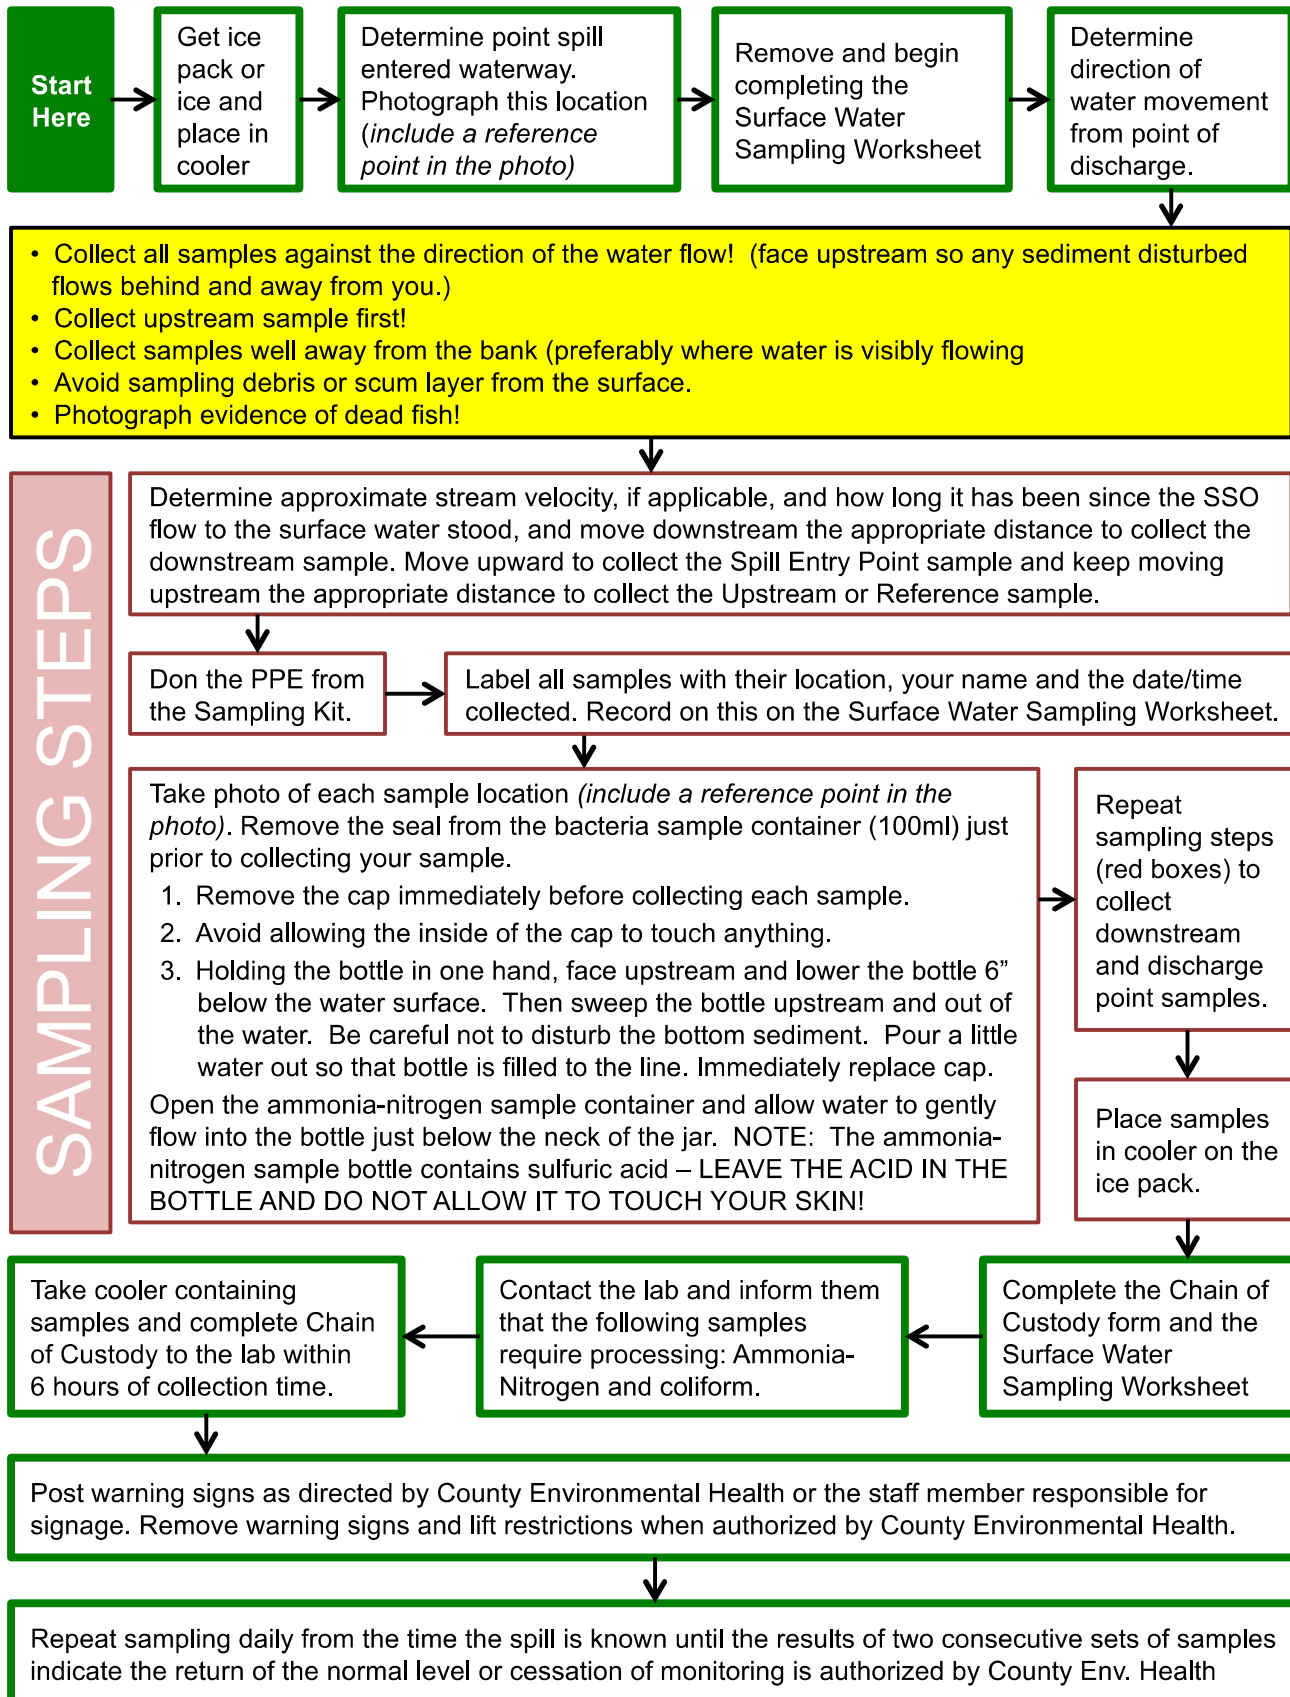 Start
Here
Get ice
pack or
ice and
place in
cooler
Determine point spill
entered waterway.
Photograph this location
(include a reference
point in the photo)
Remove and begin
completing the
Surface Water
Sampling Worksheet
Determine
direction of
water movement
from point of
discharge.
• Collect all samples against the direction of the water flow!  (face upstream so any sediment disturbed
flows behind and away from you.)
• Collect upstream sample first!
• Collect samples well away from the bank (preferably where water is visibly flowing
• Avoid sampling debris or scum layer from the surface.
• Photograph evidence of dead fish!
SAMPLING STEPS
Determine approximate stream velocity, if applicable, and how long it has been since the SSO
flow to the surface water stood, and move downstream the appropriate distance to collect the
downstream sample. Move upward to collect the Spill Entry Point sample and keep moving
upstream the appropriate distance to collect the Upstream or Reference sample.
Don the PPE from
the Sampling Kit.
Label all samples with their location, your name and the date/time
collected. Record on this on the Surface Water Sampling Worksheet.
Take photo of each sample location (include a reference point in the
photo). Remove the seal from the bacteria sample container (100ml) just
prior to collecting your sample.
1. Remove the cap immediately before collecting each sample.
2. Avoid allowing the inside of the cap to touch anything.
3. Holding the bottle in one hand, face upstream and lower the bottle 6”
below the water surface.  Then sweep the bottle upstream and out of
the water.  Be careful not to disturb the bottom sediment.  Pour a little
water out so that bottle is filled to the line. Immediately replace cap.
Open the ammonia-nitrogen sample container and allow water to gently
flow into the bottle just below the neck of the jar.  NOTE:  The ammonia-
nitrogen sample bottle contains sulfuric acid – LEAVE THE ACID IN THE
BOTTLE AND DO NOT ALLOW IT TO TOUCH YOUR SKIN!
Repeat
sampling steps
(red boxes) to
collect
downstream
and discharge
point samples.
Place samples
in cooler on the
ice pack.
Complete the Chain of
Custody form and the
Surface Water
Sampling Worksheet
Contact the lab and inform them
that the following samples
require processing: Ammonia-
Nitrogen and coliform.
Take cooler containing
samples and complete Chain
of Custody to the lab within
6 hours of collection time.
Post warning signs as directed by County Environmental Health or the staff member responsible for
signage. Remove warning signs and lift restrictions when authorized by County Environmental Health.
Repeat sampling daily from the time the spill is known until the results of two consecutive sets of samples
indicate the return of the normal level or cessation of monitoring is authorized by County Env. Health